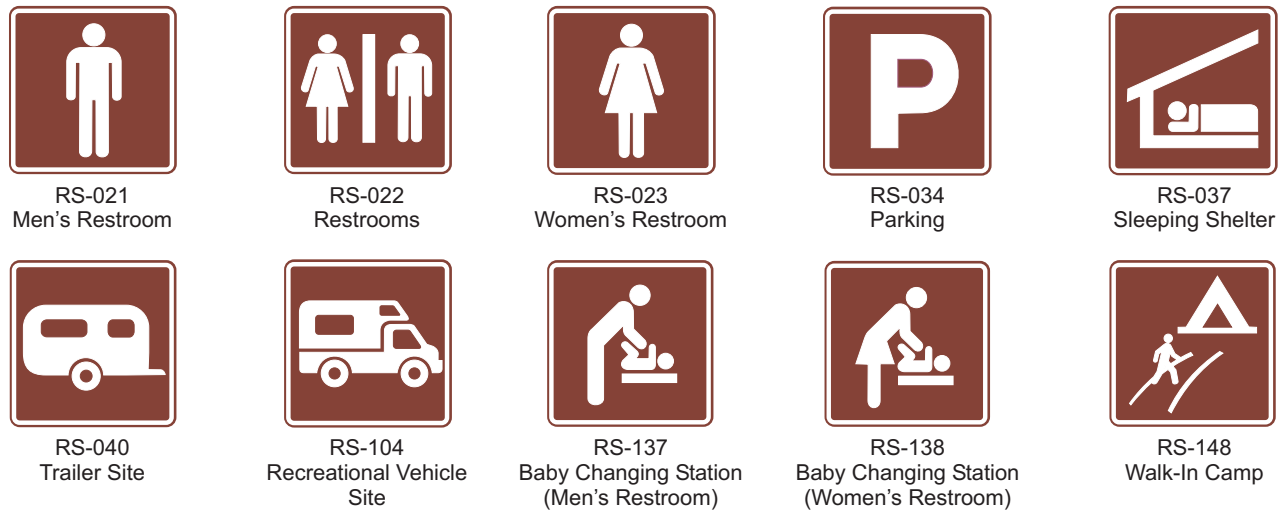 P
RS-021
Men’s Restroom
RS-022
Restrooms
RS-023
Women’s Restroom
RS-034
Parking
RS-037
Sleeping Shelter
RS-040
Trailer Site
RS-104
Recreational Vehicle
Site
RS-137
Baby Changing Station
(Men’s Restroom)
RS-138
Baby Changing Station
(Women’s Restroom)
RS-148
Walk-In Camp